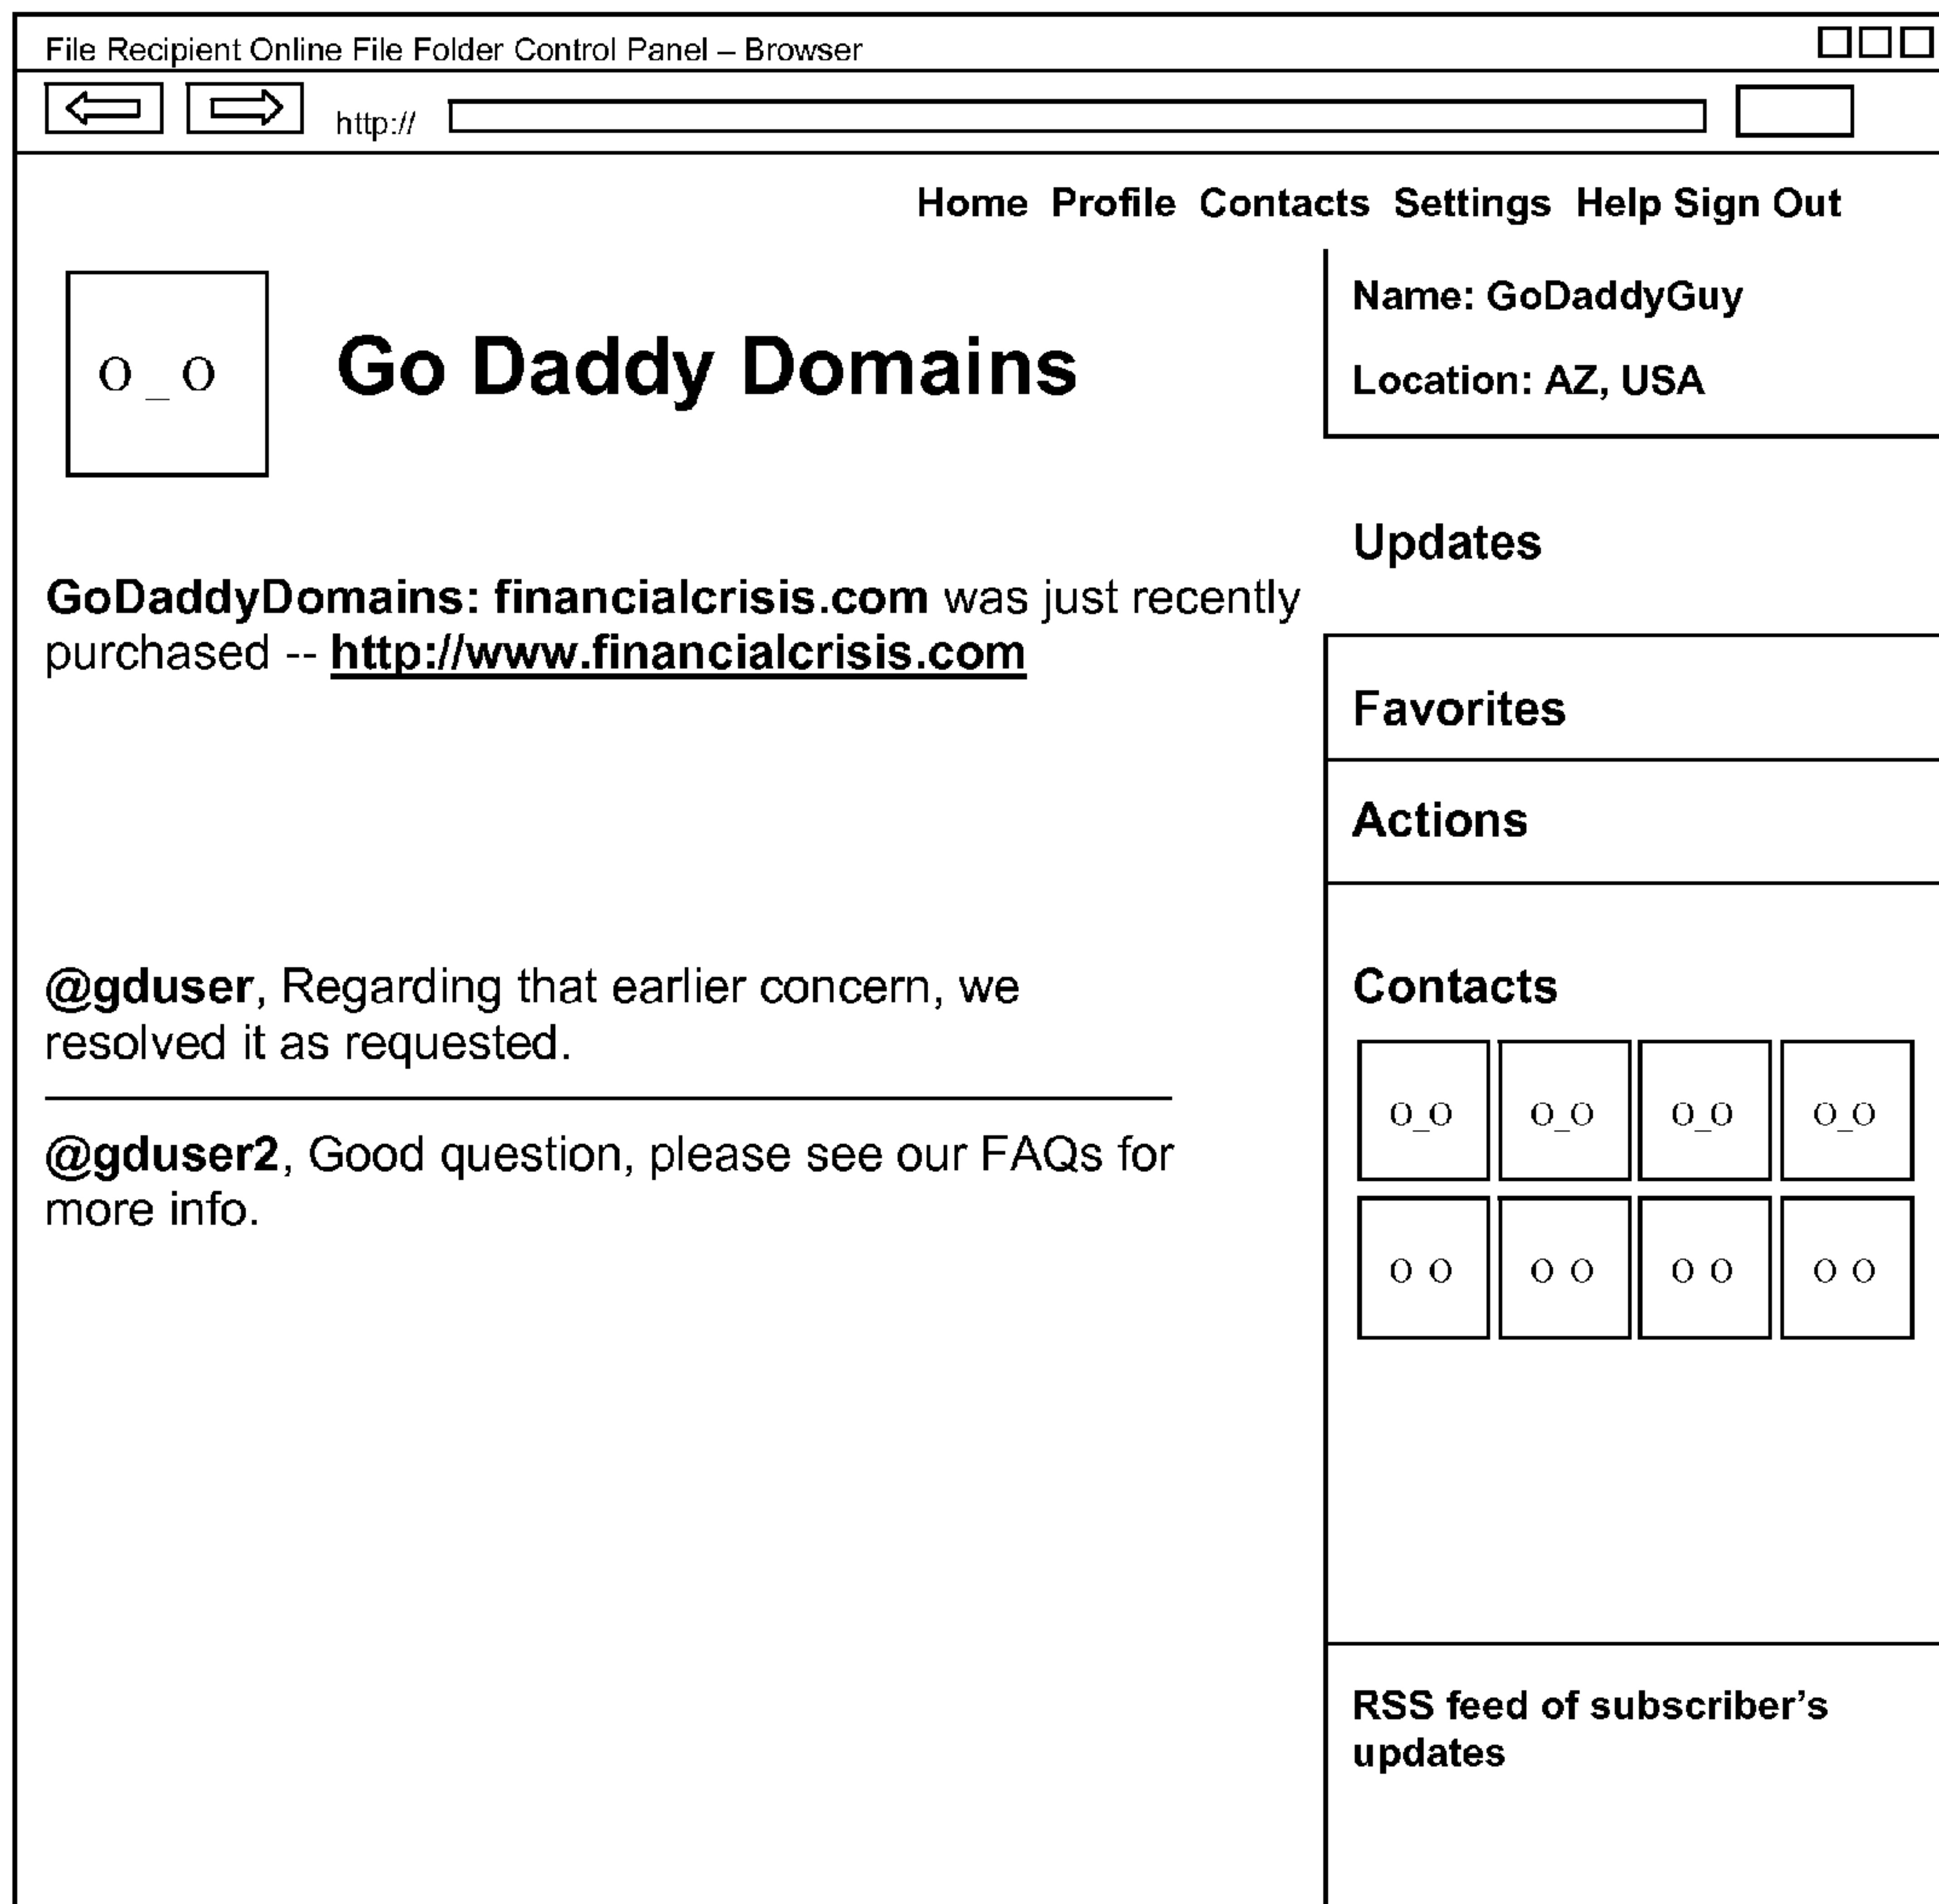 File Recipient Online File Folder Control Panel – Browser
http://
Home Profile Contacts Settings Help Sign Out
O_O
Go Daddy Domains
Name: GoDaddyGuy
Location: AZ, USA
GoDaddyDomains: financialcrisis.com was just recently
purchased -- http://www.financialcrisis.com
@gduser, Regarding that earlier concern, we
resolved it as requested.
@gduser2, Good question, please see our FAQs for
more info.
Updates
Favorites
Actions
Contacts
O_O O_O O_O O_O
O O O O O O O O
RSS feed of subscriber’s
updates